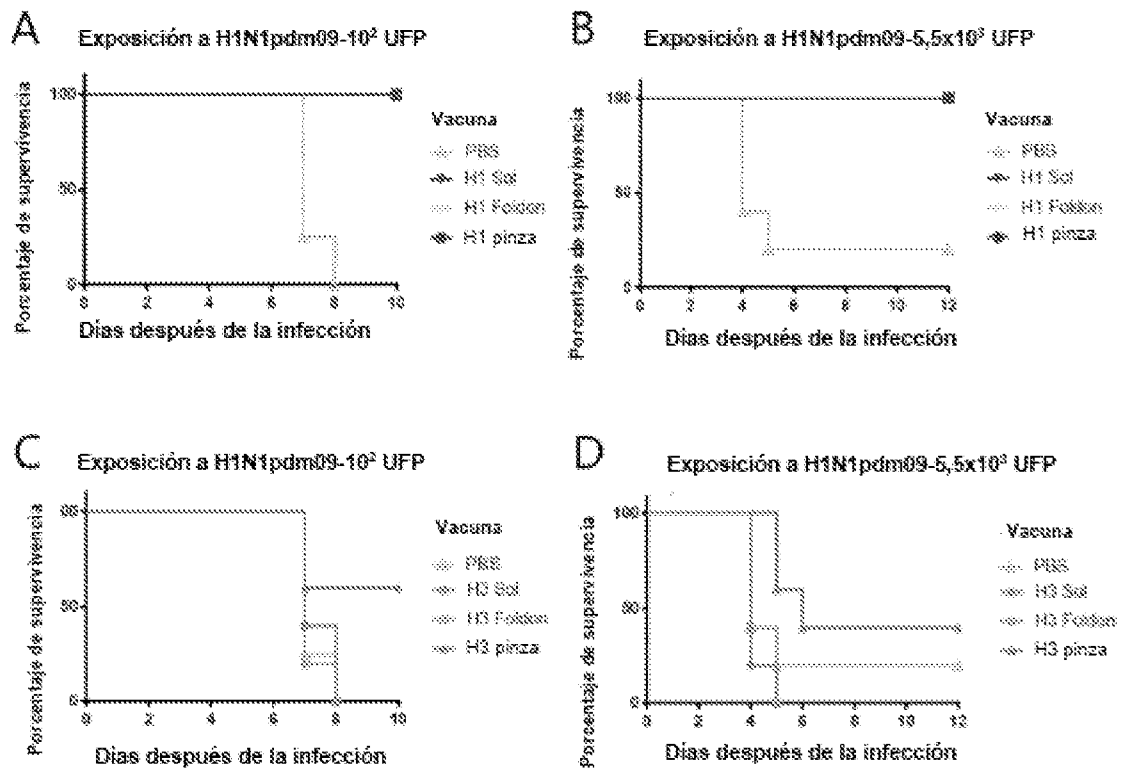 A
Exposición a H1N1pdm09-10² UFP
Porcentaje de supervivencia
100
50
0
0 2 4 6 8 10
Días después de la infección
Vacuna
PBS
H1 Sol
H1 Foldon
H1 pinza
B
Exposición a H1N1pdm09-5,5x10³ UFP
Porcentaje de supervivencia
100
50
0
0 2 4 6 8 10 12
Días después de la infección
Vacuna
PBS
H1 Sol
H1 Foldon
H1 pinza
C
Exposición a H1N1pdm09-10² UFP
Porcentaje de supervivencia
50
0
0 2 4 6 8 10
Días después de la infección
Vacuna
PBS
H3 Sol
H3 Foldon
H3 pinza
D
Exposición a H1N1pdm09-5,5x10³ UFP
Porcentaje de supervivencia
100
50
0
0 2 4 6 8 10 12
Días después de la infección
Vacuna
PBS
H3 Sol
H3 Foldon
H3 pinza